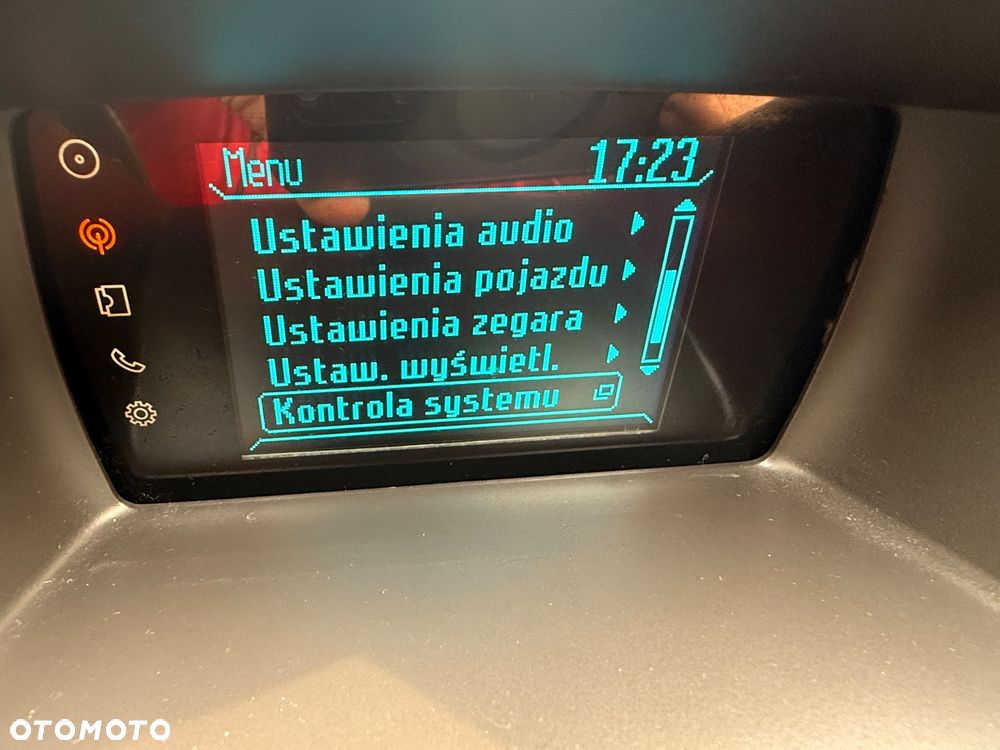 Menu 17:23
Ustawienia audio
Ustawienia pojazdu
Ustawienia zegara
Ustaw. wyświetl.
Kontrola systemu
OTOMOTO